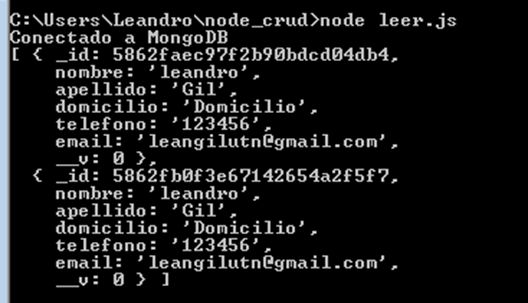 C:\Users\Leandro\node_crud>node leer.js
Conectado a MongoDB
[ { _id: 5862faec97f2b90bdcd04db4,
nombre: 'leandro',
apellido: 'Gil',
domicilio: 'Domicilio',
telefono: '123456',
email: 'leangilutn@gmail.com',
__v: 0 },
{ _id: 5862fb0f3e67142654a2f5f7,
nombre: 'leandro',
apellido: 'Gil',
domicilio: 'Domicilio',
telefono: '123456',
email: 'leangilutn@gmail.com',
__v: 0 } ]